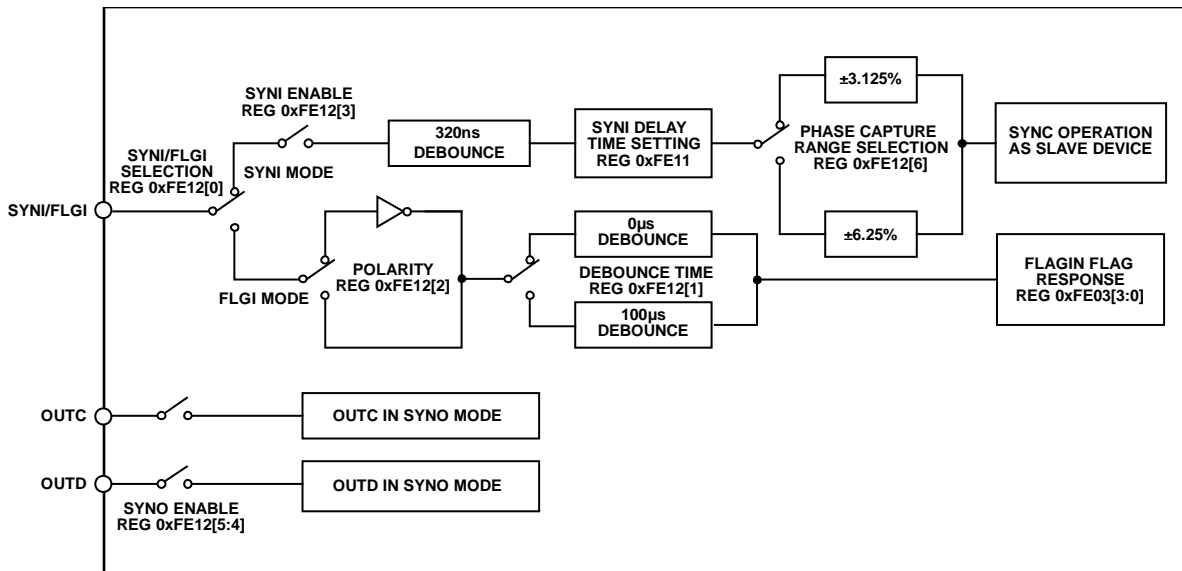 SYNI ENABLE
REG 0xFE12[3]
SYNI/FLGI
SELECTION
REG 0xFE12[0]
SYNI MODE
320ns
DEBOUNCE
SYNI DELAY
TIME SETTING
REG 0xFE11
±3.125%
PHASE CAPTURE
RANGE SELECTION
REG 0xFE12[6]
±6.25%
SYNC OPERATION
AS SLAVE DEVICE
SYNI/FLGI
FLGI MODE
POLARITY
REG 0xFE12[2]
0µs
DEBOUNCE
DEBOUNCE TIME
REG 0xFE12[1]
100µs
DEBOUNCE
FLAGIN FLAG
RESPONSE
REG 0xFE03[3:0]
OUTC
OUTC IN SYNO MODE
OUTD
OUTD IN SYNO MODE
SYNO ENABLE
REG 0xFE12[5:4]